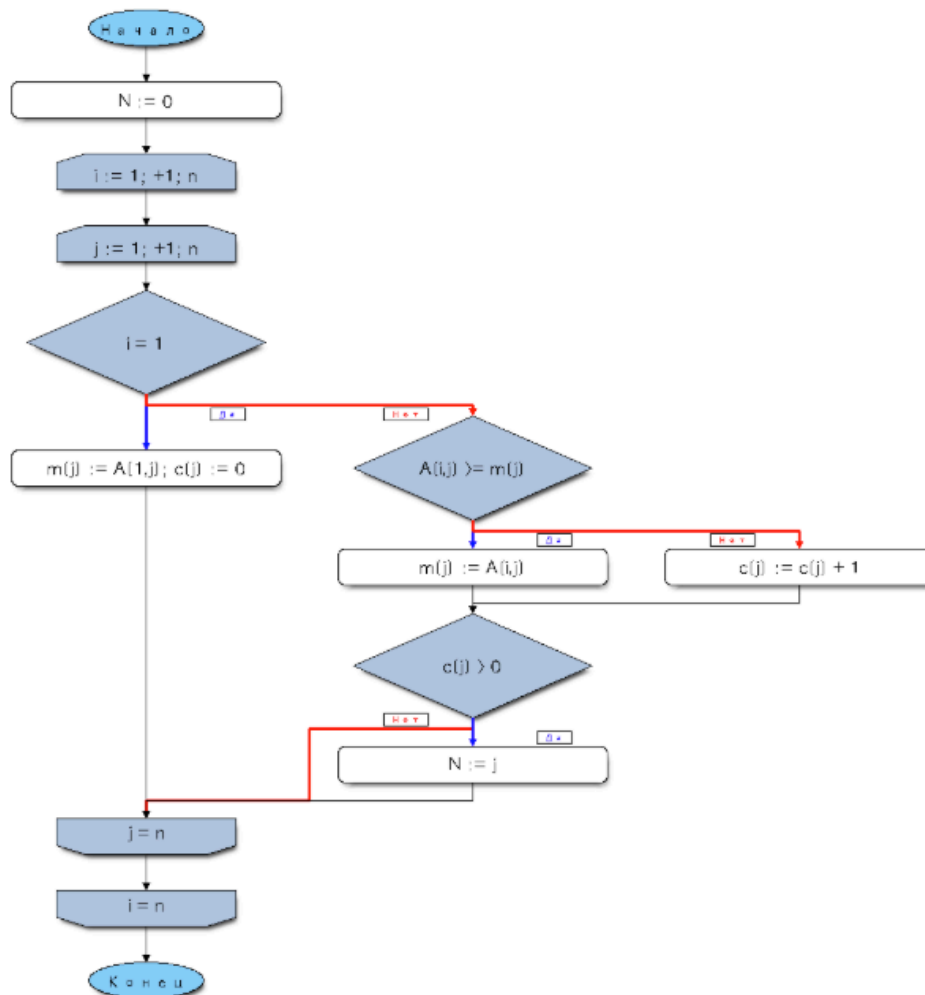 Начало
N := 0
i := 1; +1; n
j := 1; +1; n
i = 1
Да
Нет
m(j) := A(1,j); c(j) := 0
A(i,j) >= m(j)
Да
Нет
m(j) := A(i,j)
c(j) := c(j) + 1
c(j) > 0
Нет
Да
N := j
j = n
i = n
Конец